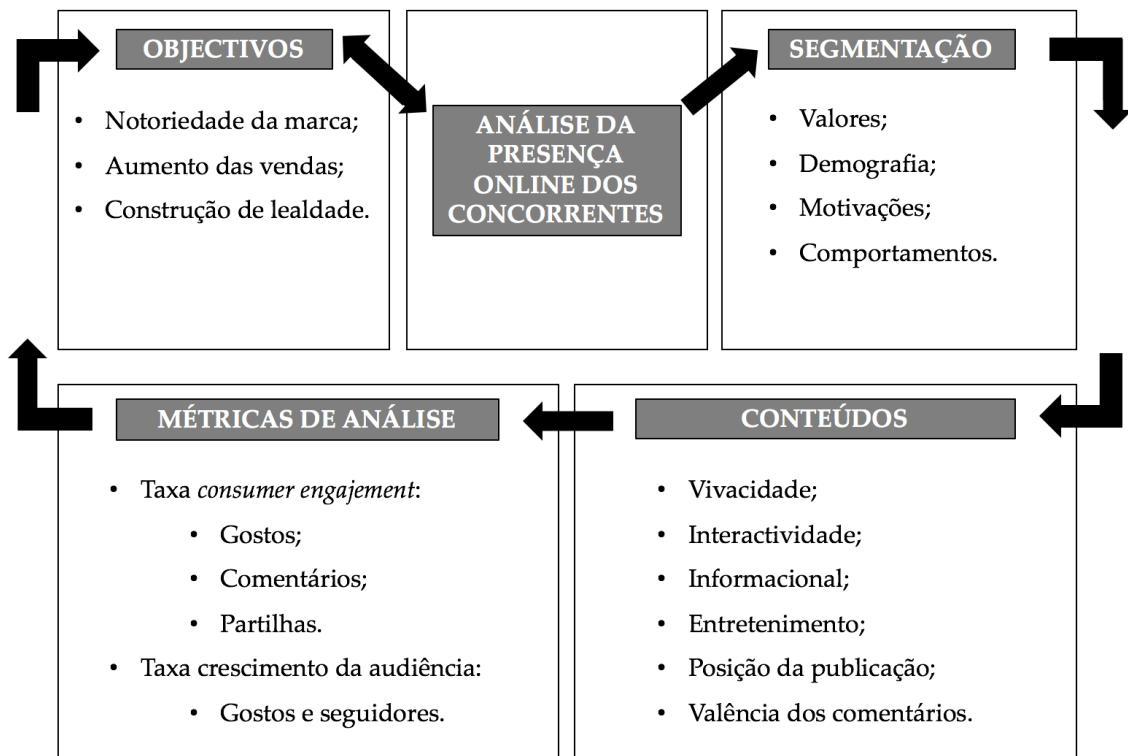 OBJECTIVOS
• Notoriedade da marca;
• Aumento das vendas;
• Construção de lealdade.
ANÁLISE DA
PRESENÇA
ONLINE DOS
CONCORRENTES
SEGMENTAÇÃO
• Valores;
• Demografia;
• Motivações;
• Comportamentos.
MÉTRICAS DE ANÁLISE
• Taxa consumer engajement:
• Gostos;
• Comentários;
• Partilhas.
• Taxa crescimento da audiência:
• Gostos e seguidores.
CONTEÚDOS
• Vivacidade;
• Interactividade;
• Informacional;
• Entretenimento;
• Posição da publicação;
• Valência dos comentários.